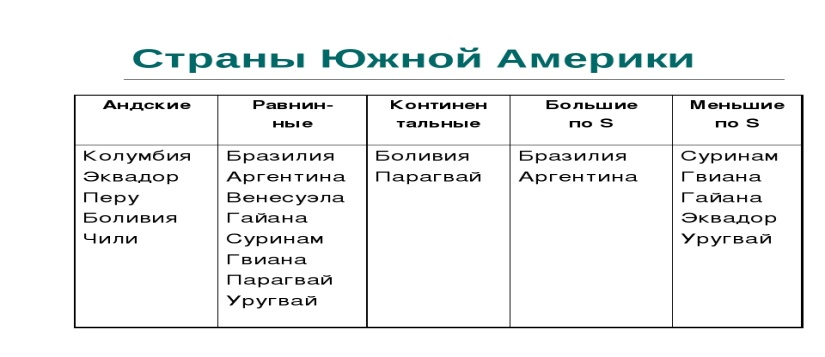 Страны Южной Америки
Андские
Равнин-
ные
Континен
тальные
Большие
по S
Меньшие
по S
Колумбия
Эквадор
Перу
Боливия
Чили
Бразилия
Аргентина
Венесуэла
Гайана
Суринам
Гвиана
Парагвай
Уругвай
Боливия
Парагвай
Бразилия
Аргентина
Суринам
Гвиана
Гайана
Эквадор
Уругвай